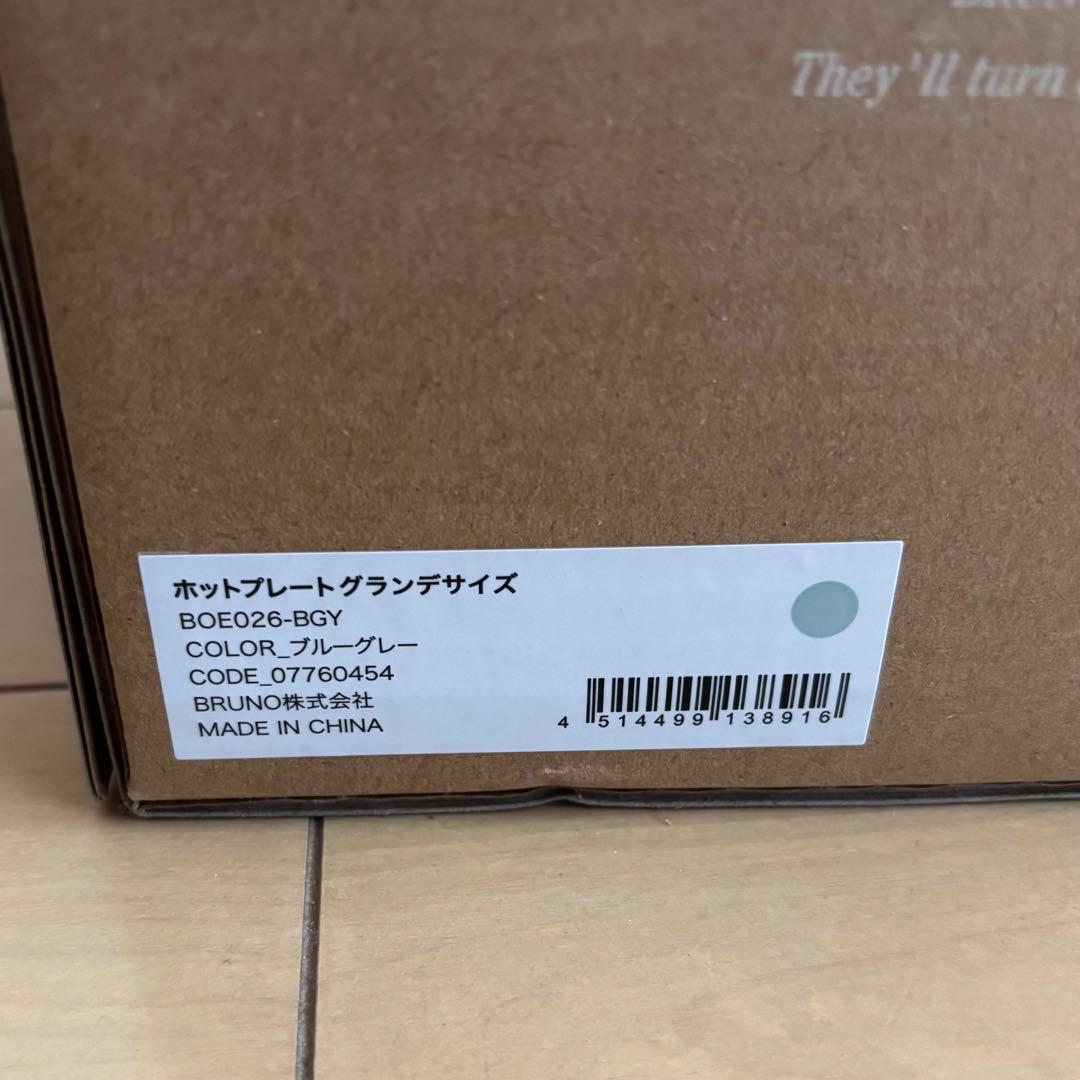 They'll turn
ホットプレートグランデサイズ
BOE026-BGY
COLOR_ブルーグレー
CODE_07760454
BRUNO株式会社
MADE IN CHINA
4 514499 138916